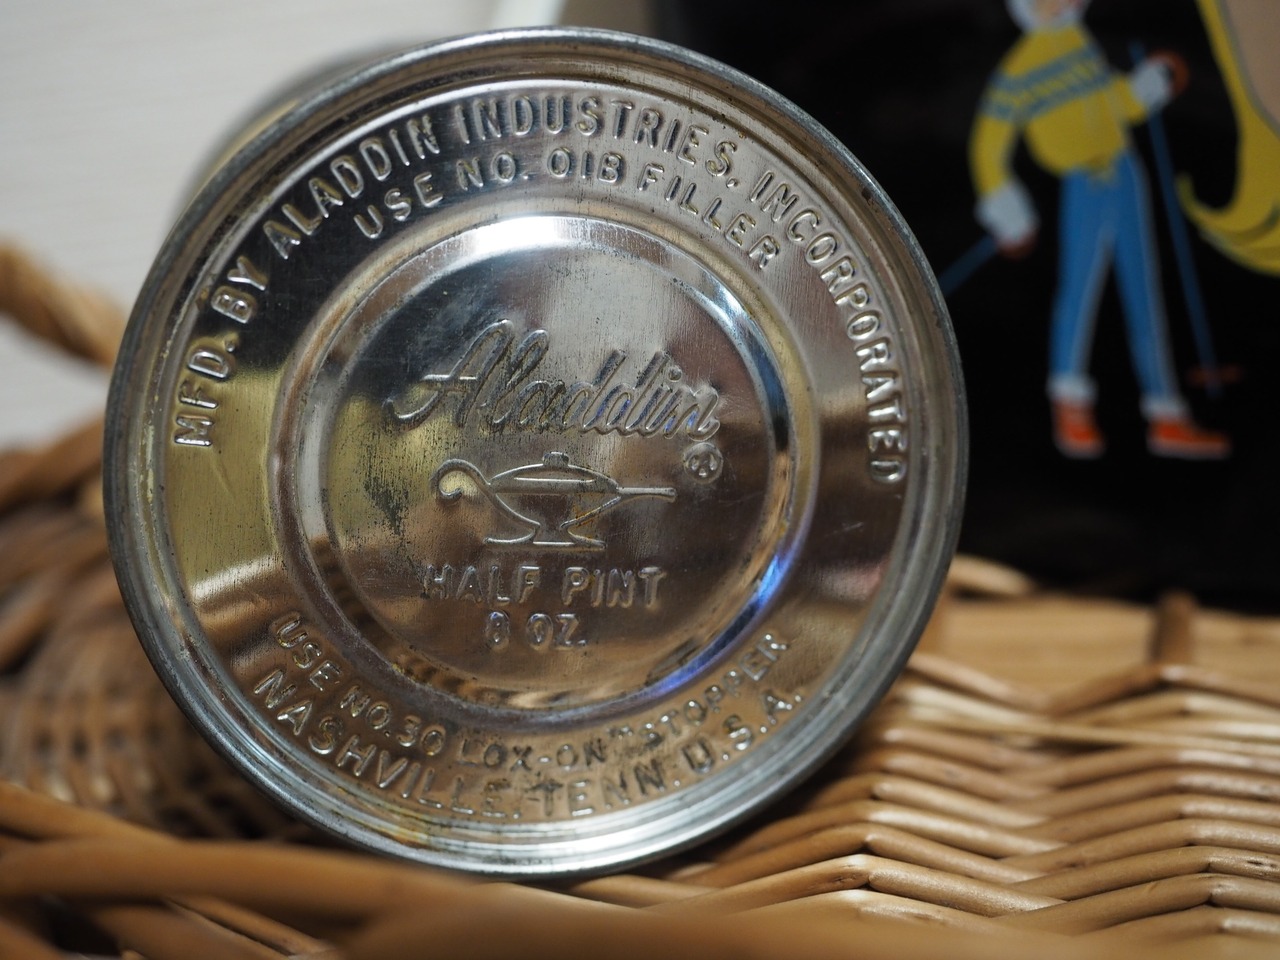 MFD. BY ALADDIN INDUSTRIES, INCORPORATED
USE NO. 01B FILLER
Aladdin®
HALF PINT
8 OZ.
USE NO. 30 "LOX-ON" STOPPER
NASHVILLE, TENN. U.S.A.